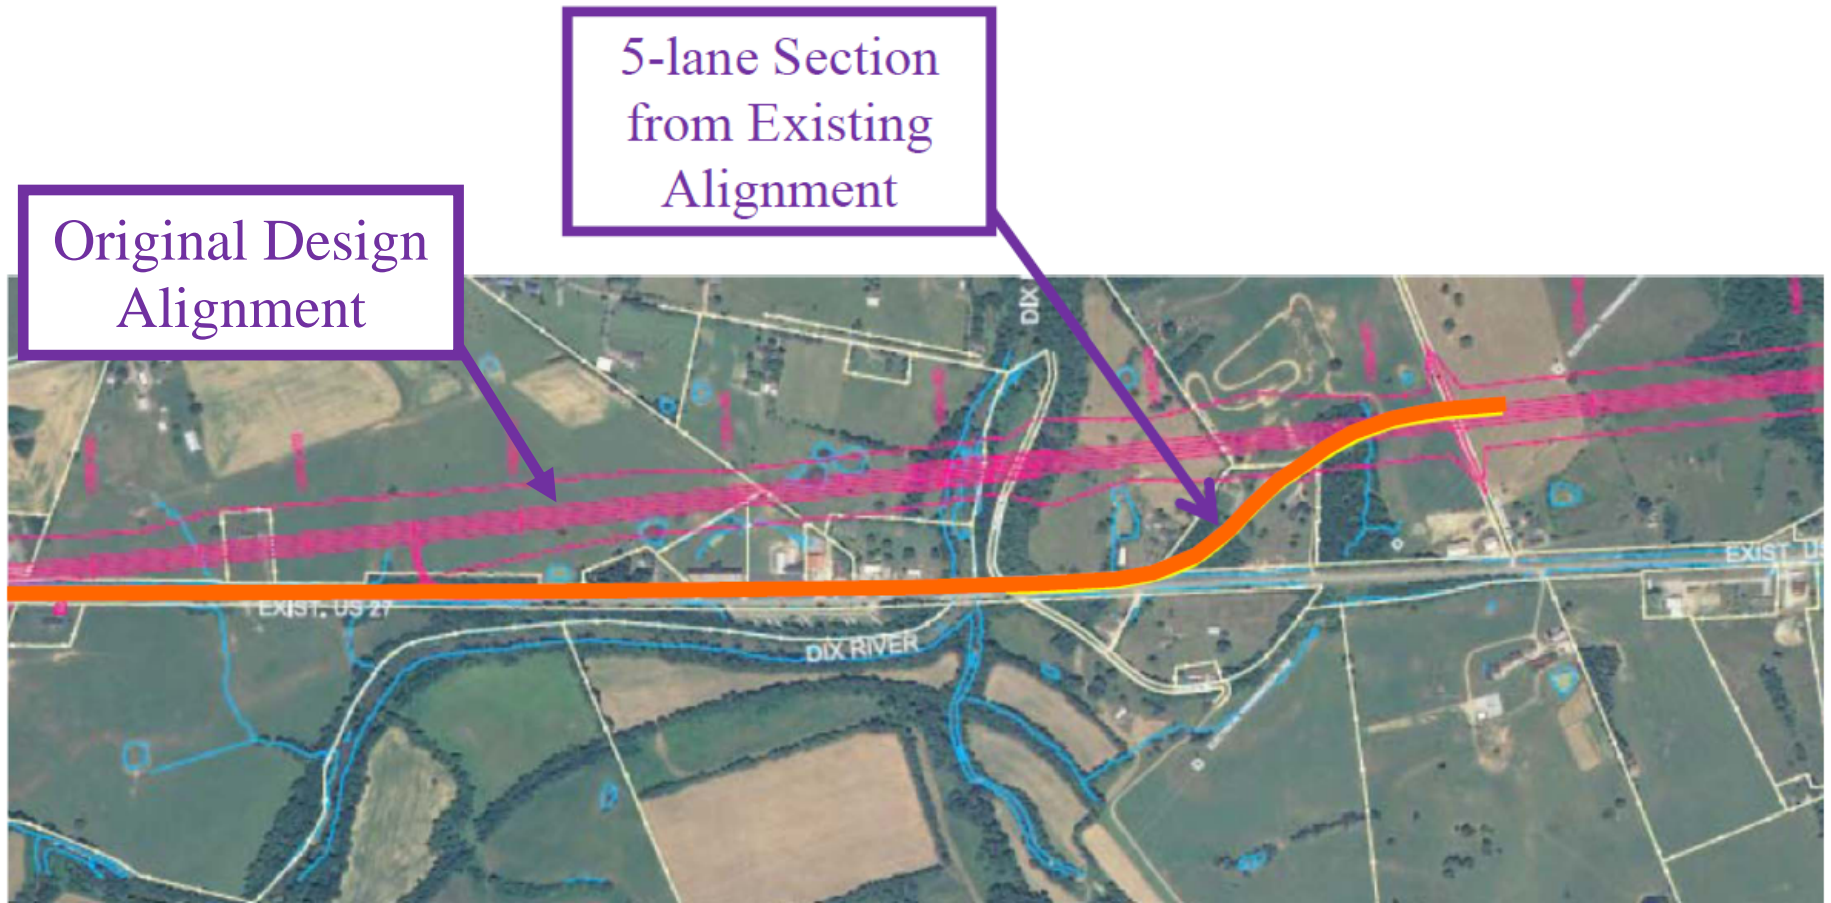 5-lane Section
from Existing
Alignment
Original Design
Alignment
DIX
EXIST. US 27
DIX RIVER
EXIST. US